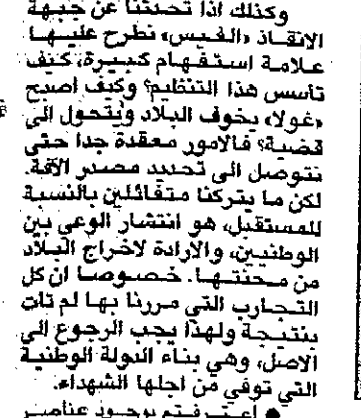 وكذلك اذا تحدثنا عن جبهة
الانقاذ «الفيس» نطرح عليها
علامة استفهام كبيرة، كيف
تأسس هذا التنظيم؟ وكيف اصبح
«غولا» يخوف البلاد ويتحول الى
قضية؟ فالامور معقدة جدا حتى
نتوصل الى تحديد مصدر الآفة.
لكن ما يتركنا متفائلين بالنسبة
للمستقبل، هو انتشار الوعي بين
الوطنيين، والارادة لاخراج البلاد
من محنتها. خصوصا ان كل
التجارب التي مررنا بها لم تات
بنتيجة ولهذا يجب الرجوع الى
الاصل، وهي بناء الدولة الوطنية
التي توفي من اجلها الشهداء.
● اعترفتم بوجود عناصر